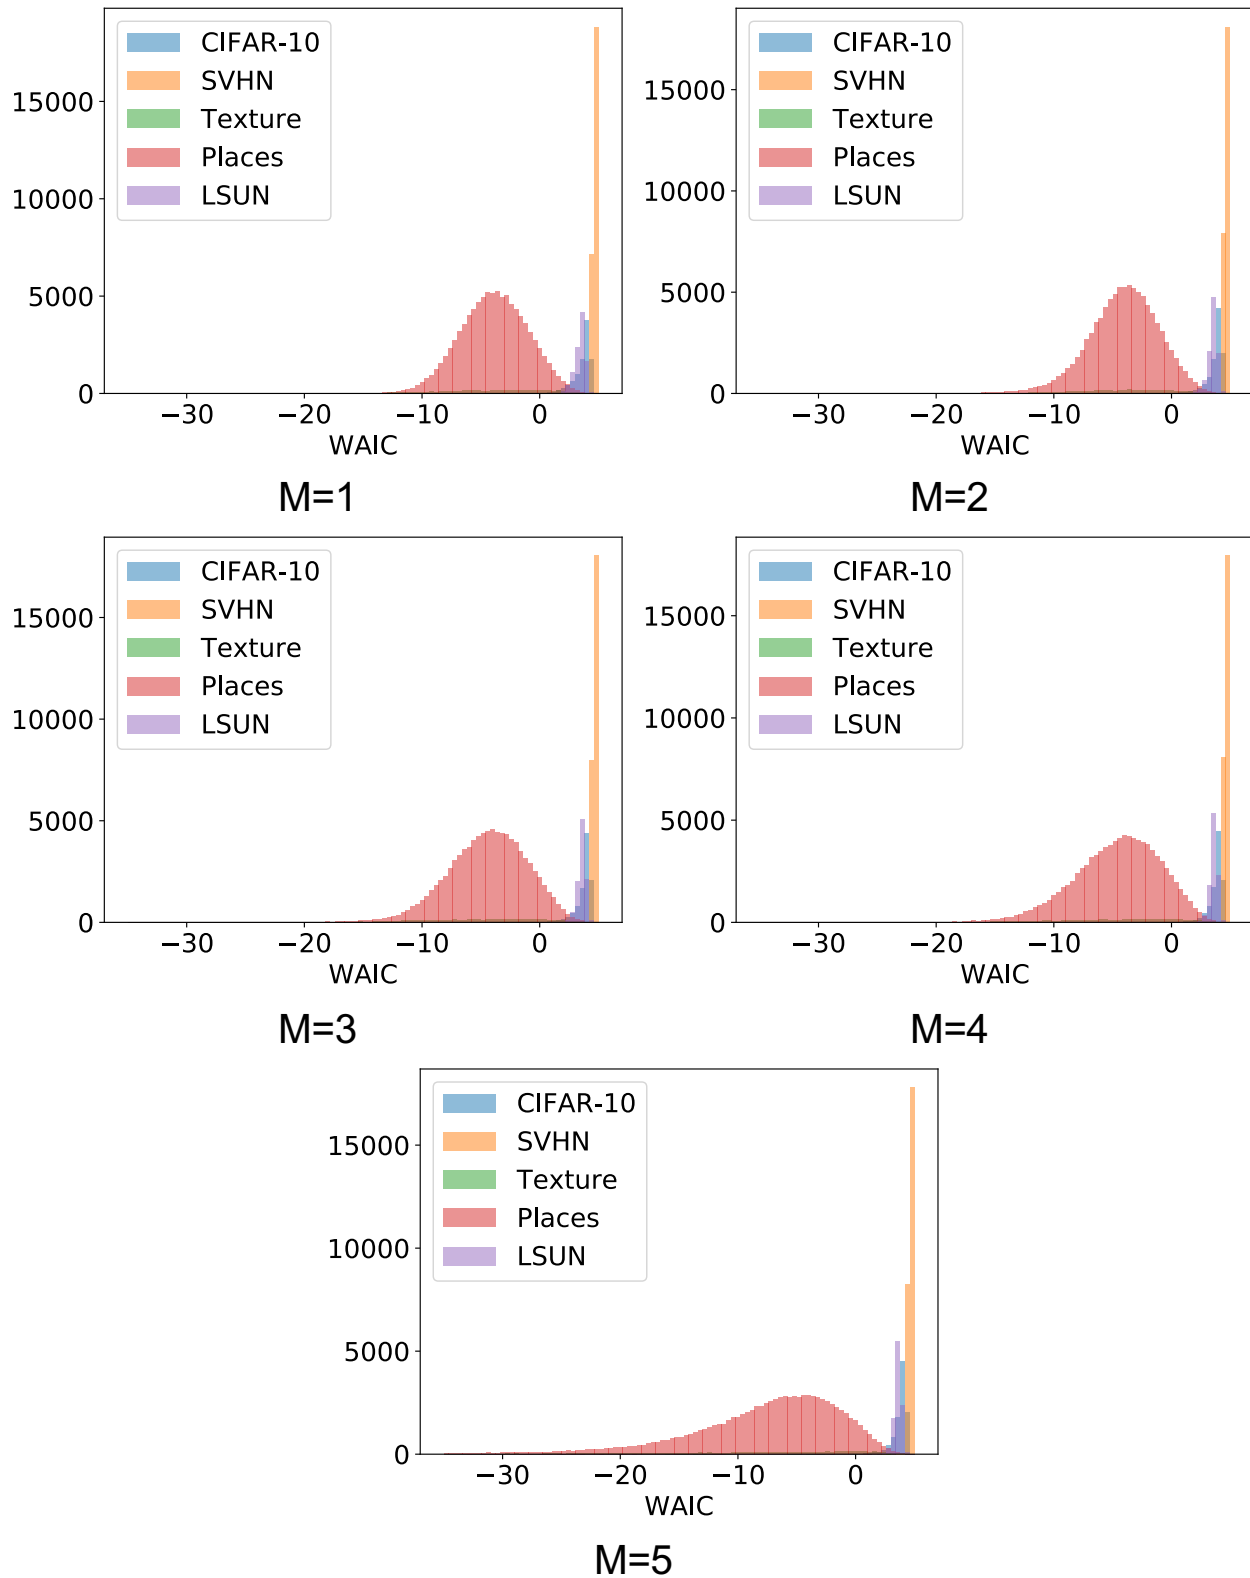 CIFAR-10
SVHN
Texture
Places
LSUN
15000
10000
5000
0
−30 −20 −10 0
WAIC
M=1
CIFAR-10
SVHN
Texture
Places
LSUN
15000
10000
5000
0
−30 −20 −10 0
WAIC
M=2
CIFAR-10
SVHN
Texture
Places
LSUN
15000
10000
5000
0
−30 −20 −10 0
WAIC
M=3
CIFAR-10
SVHN
Texture
Places
LSUN
15000
10000
5000
0
−30 −20 −10 0
WAIC
M=4
CIFAR-10
SVHN
Texture
Places
LSUN
15000
10000
5000
0
−30 −20 −10 0
WAIC
M=5